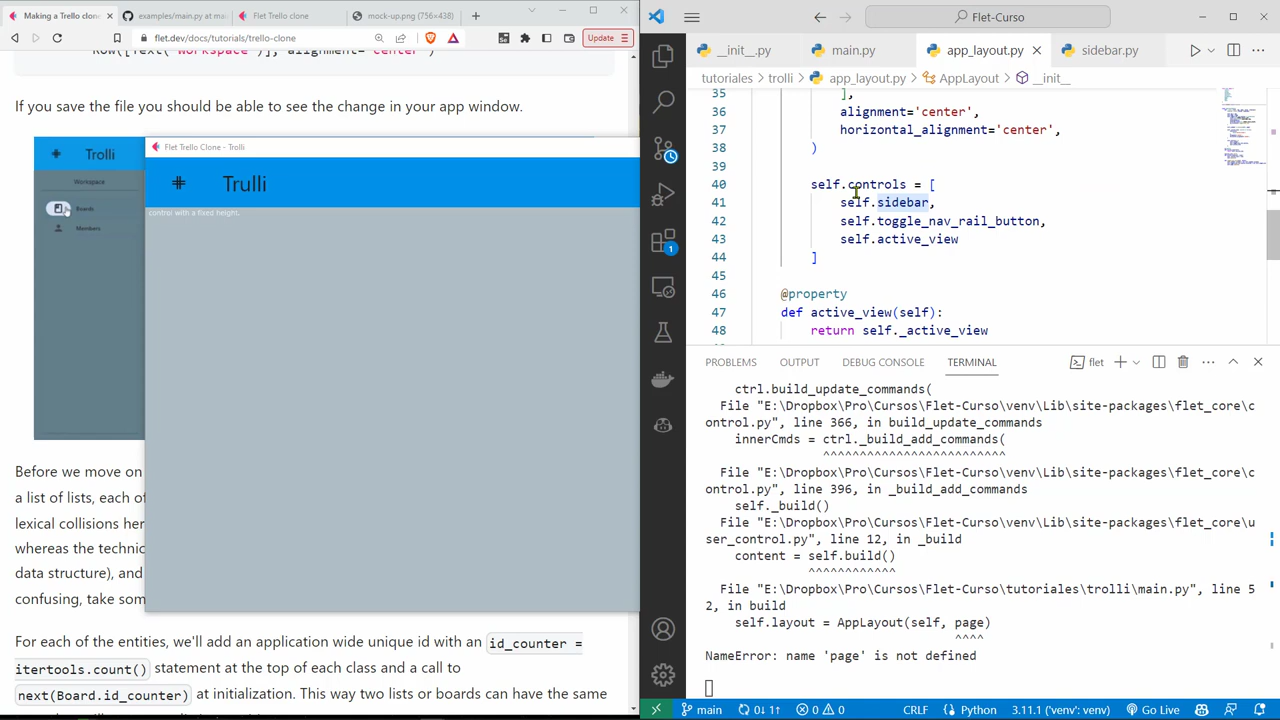 Making a Trello clone | Fl
examples/main.py at ma
Flet Trello clone
mock-up.png (756×438)
flet.dev/docs/tutorials/trello-clone
Update
If you save the file you should be able to see the change in your app window.
Trolli
Workspace
Boards
Members
Flet Trello Clone - Trolli
Trulli
control with a fixed height.
Before we move on
a list of lists, each of
lexical collisions her
whereas the technic
data structure), and
confusing, take som
For each of the entities, we'll add an application wide unique id with an id_counter =
itertools.count() statement at the top of each class and a call to
next(Board.id_counter) at initialization. This way two lists or boards can have the same
Flet-Curso
__init__.py
main.py
app_layout.py
sidebar.py
tutoriales > trolli > app_layout.py > AppLayout > __init__
35 ],
36 alignment='center',
37 horizontal_alignment='center',
38 )
39
40 self.controls = [
41 self.sidebar,
42 self.toggle_nav_rail_button,
43 self.active_view
44 ]
45
46 @property
47 def active_view(self):
48 return self._active_view
PROBLEMS OUTPUT DEBUG CONSOLE TERMINAL
flet
ctrl.build_update_commands(
File "E:\Dropbox\Pro\Cursos\Flet-Curso\venv\Lib\site-packages\flet_core\c
ontrol.py", line 366, in build_update_commands
innerCmds = ctrl._build_add_commands(
^^^^^^^^^^^^^^^^^^^^^^^^^
File "E:\Dropbox\Pro\Cursos\Flet-Curso\venv\Lib\site-packages\flet_core\c
ontrol.py", line 396, in _build_add_commands
self._build()
File "E:\Dropbox\Pro\Cursos\Flet-Curso\venv\Lib\site-packages\flet_core\u
ser_control.py", line 12, in _build
content = self.build()
^^^^^^^^^^^^
File "E:\Dropbox\Pro\Cursos\Flet-Curso\tutoriales\trolli\main.py", line 5
2, in build
self.layout = AppLayout(self, page)
^^^^
NameError: name 'page' is not defined
main 0↓ 1↑ 0 0 CRLF Python 3.11.1 ('venv': venv) Go Live